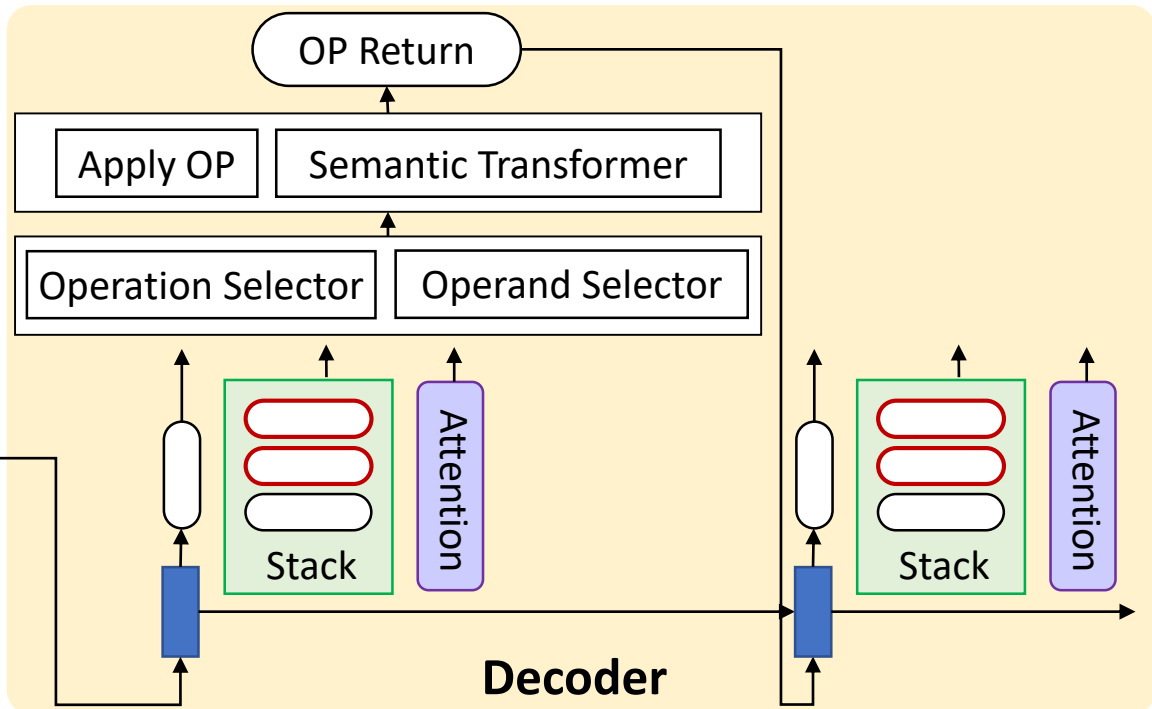 OP Return
Apply OP
Semantic Transformer
Operation Selector
Operand Selector
Stack
Attention
Stack
Attention
Decoder